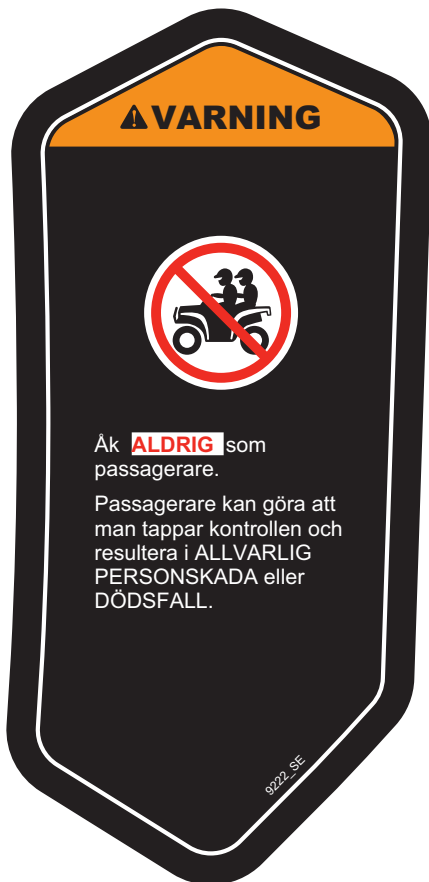 VARNING
Åk ALDRIG som
passagerare.
Passagerare kan göra att
man tappar kontrollen och
resultera i ALLVARLIG
PERSONSKADA eller
DÖDSFALL.
9222_SE